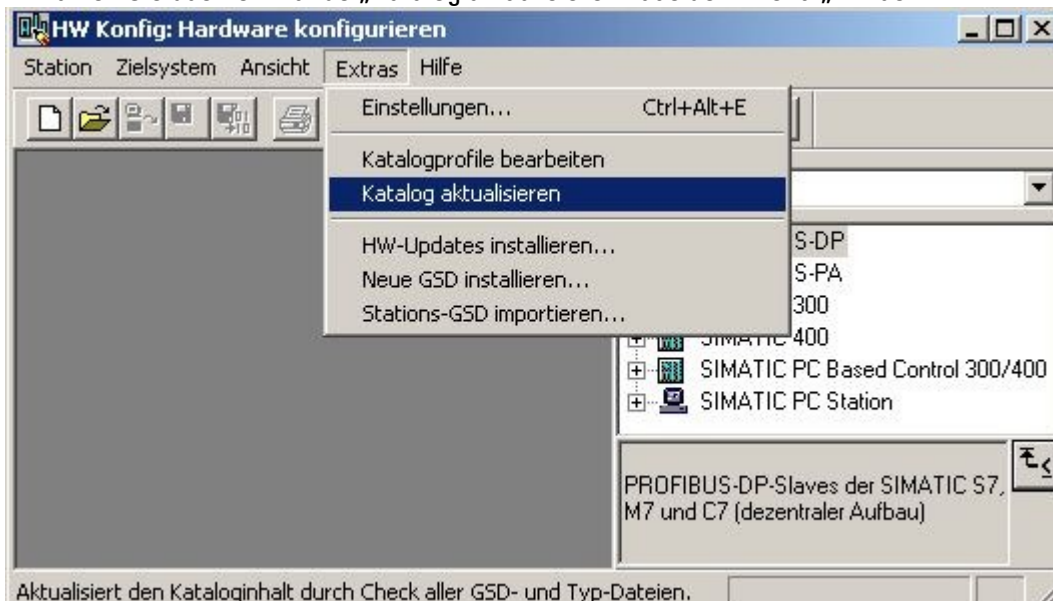 HW Konfig: Hardware konfigurieren
Station Zielsystem Ansicht Extras Hilfe
Einstellungen... Ctrl+Alt+E
Katalogprofile bearbeiten
Katalog aktualisieren
HW-Updates installieren...
Neue GSD installieren...
Stations-GSD importieren...
S-DP
S-PA
300
SIMATIC 400
SIMATIC PC Based Control 300/400
SIMATIC PC Station
PROFIBUS-DP-Slaves der SIMATIC S7,
M7 und C7 (dezentraler Aufbau)
Aktualisiert den Kataloginhalt durch Check aller GSD- und Typ-Dateien.